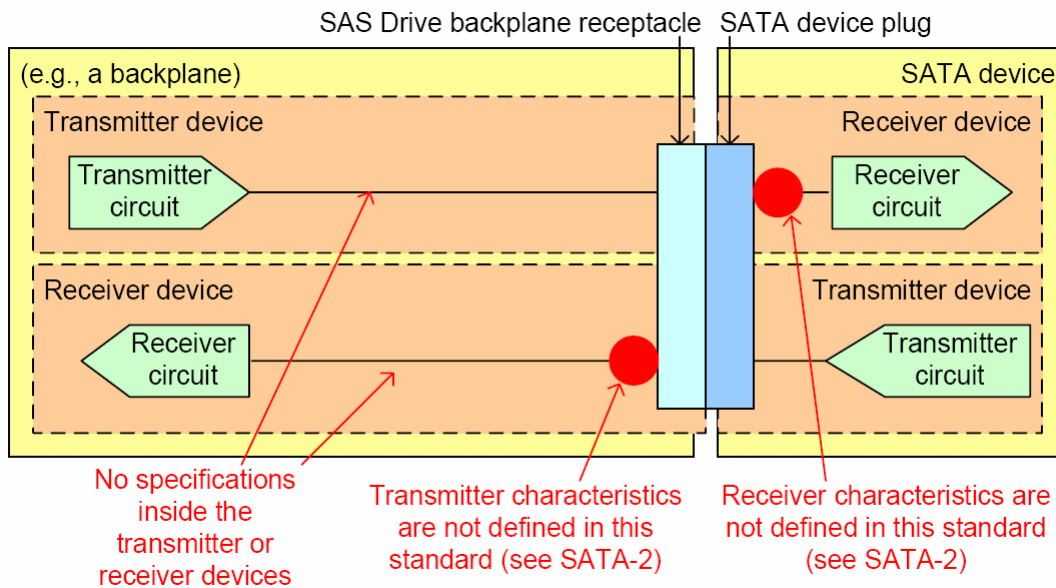 SAS Drive backplane receptacle
SATA device plug
(e.g., a backplane)
SATA device
Transmitter device
Receiver device
Transmitter
circuit
Receiver
circuit
Receiver device
Transmitter device
Receiver
circuit
Transmitter
circuit
No specifications
inside the
transmitter or
receiver devices
Transmitter characteristics
are not defined in this
standard (see SATA-2)
Receiver characteristics are
not defined in this standard
(see SATA-2)